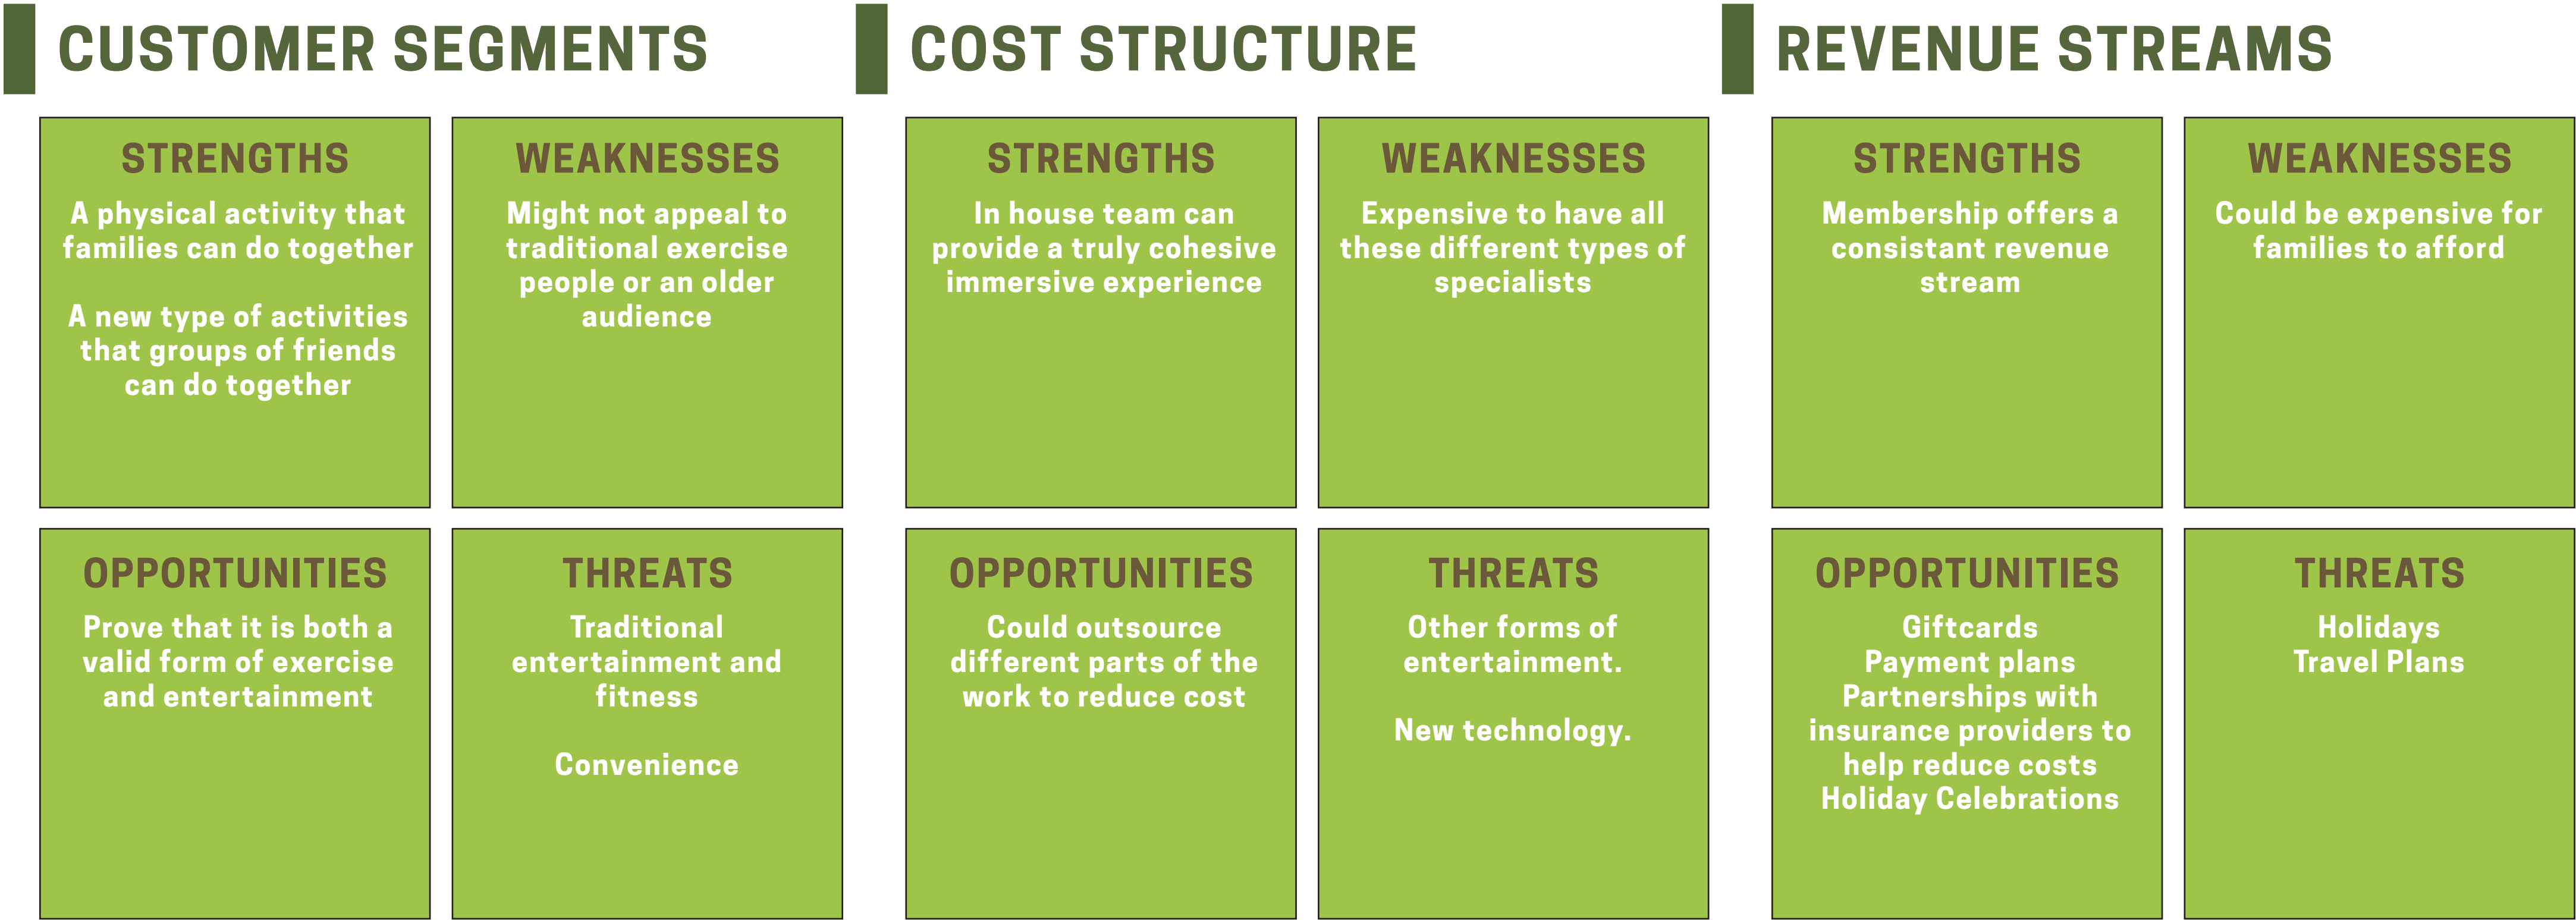 CUSTOMER SEGMENTS
STRENGTHS
A physical activity that
families can do together
A new type of activities
that groups of friends
can do together
WEAKNESSES
Might not appeal to
traditional exercise
people or an older
audience
OPPORTUNITIES
Prove that it is both a
valid form of exercise
and entertainment
THREATS
Traditional
entertainment and
fitness
Convenience
COST STRUCTURE
STRENGTHS
In house team can
provide a truly cohesive
immersive experience
WEAKNESSES
Expensive to have all
these different types of
specialists
OPPORTUNITIES
Could outsource
different parts of the
work to reduce cost
THREATS
Other forms of
entertainment.
New technology.
REVENUE STREAMS
STRENGTHS
Membership offers a
consistant revenue
stream
WEAKNESSES
Could be expensive for
families to afford
OPPORTUNITIES
Giftcards
Payment plans
Partnerships with
insurance providers to
help reduce costs
Holiday Celebrations
THREATS
Holidays
Travel Plans